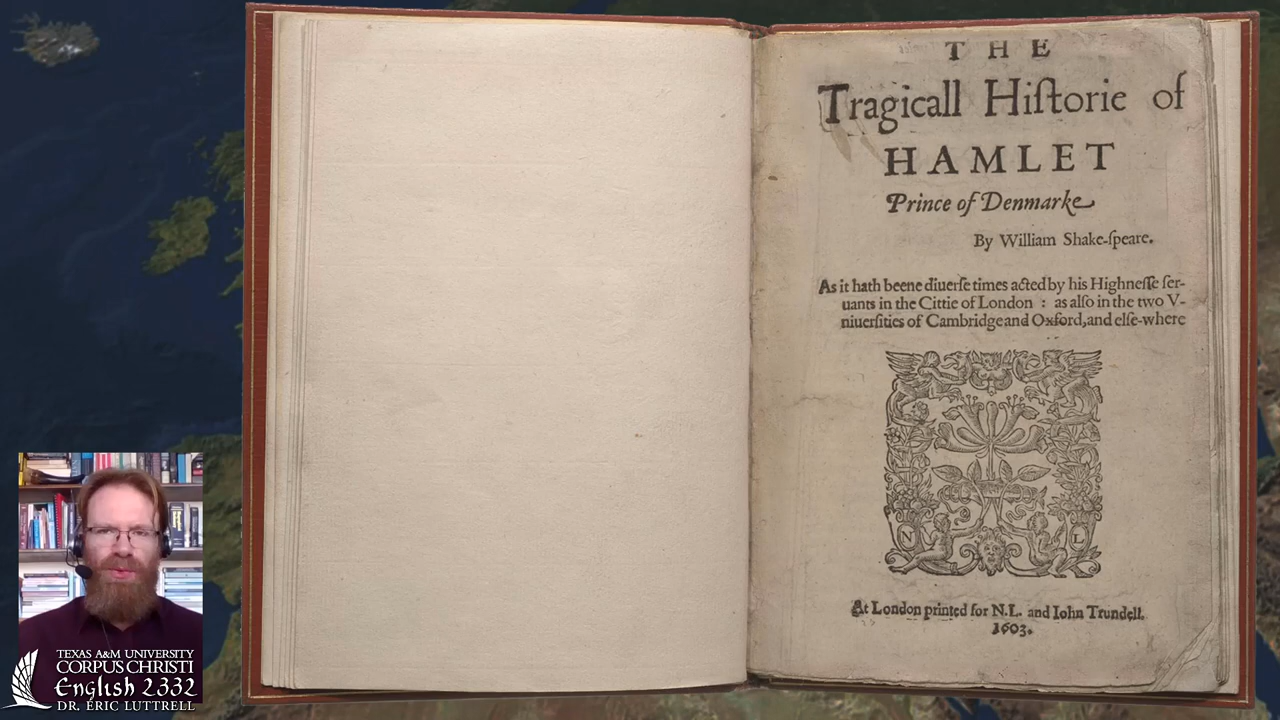 THE
Tragicall Hiſtorie of
HAMLET
Prince of Denmarke
By William Shake-ſpeare.
As it hath beene diuerſe times acted by his Highneſſe ſer-
uants in the Cittie of London : as alſo in the two V-
niuerſities of Cambridge and Oxford, and elſe-where
N L
At London printed for N.L. and Iohn Trundell.
1603.
TEXAS A&M UNIVERSITY
CORPUS CHRISTI
English 2332
DR. ERIC LUTTRELL